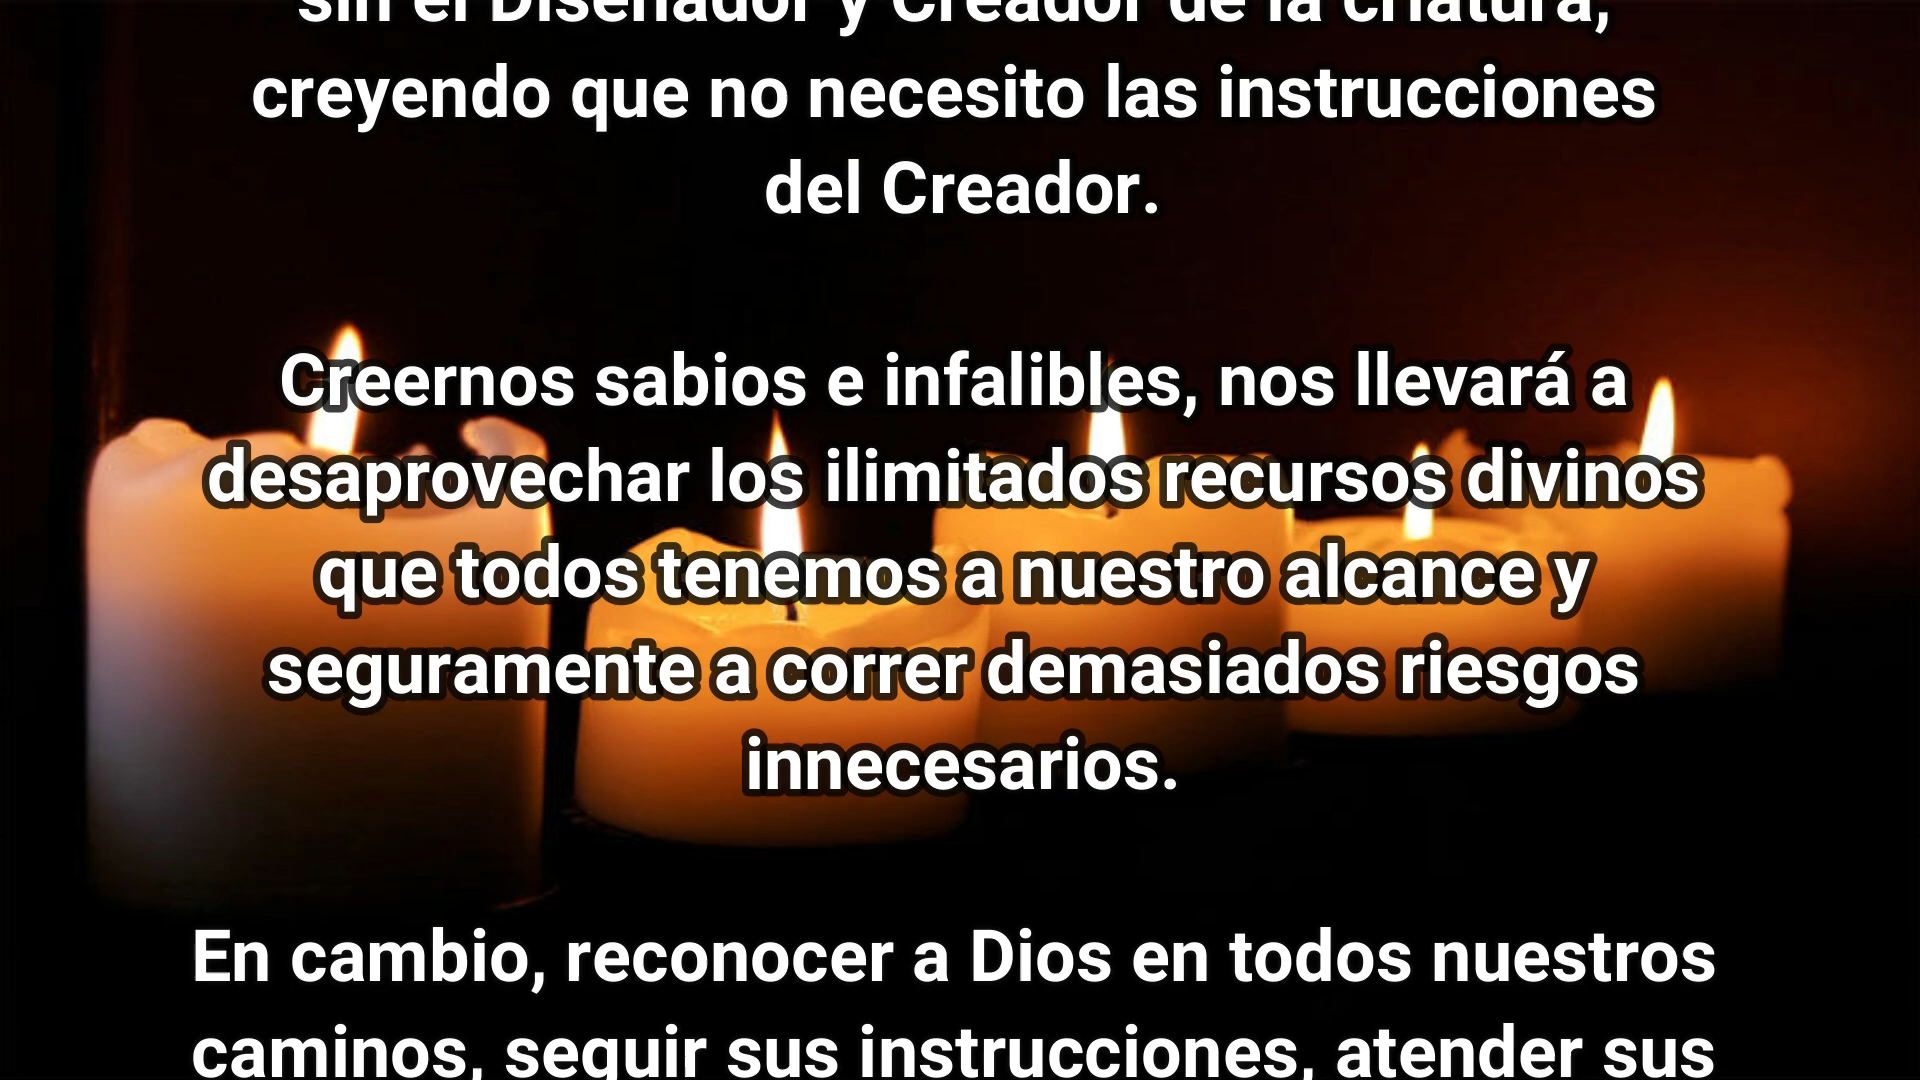 sin el Diseñador y Creador de la criatura,
creyendo que no necesito las instrucciones
del Creador.
Creernos sabios e infalibles, nos llevará a
desaprovechar los ilimitados recursos divinos
que todos tenemos a nuestro alcance y
seguramente a correr demasiados riesgos
innecesarios.
En cambio, reconocer a Dios en todos nuestros
caminos, seguir sus instrucciones, atender sus